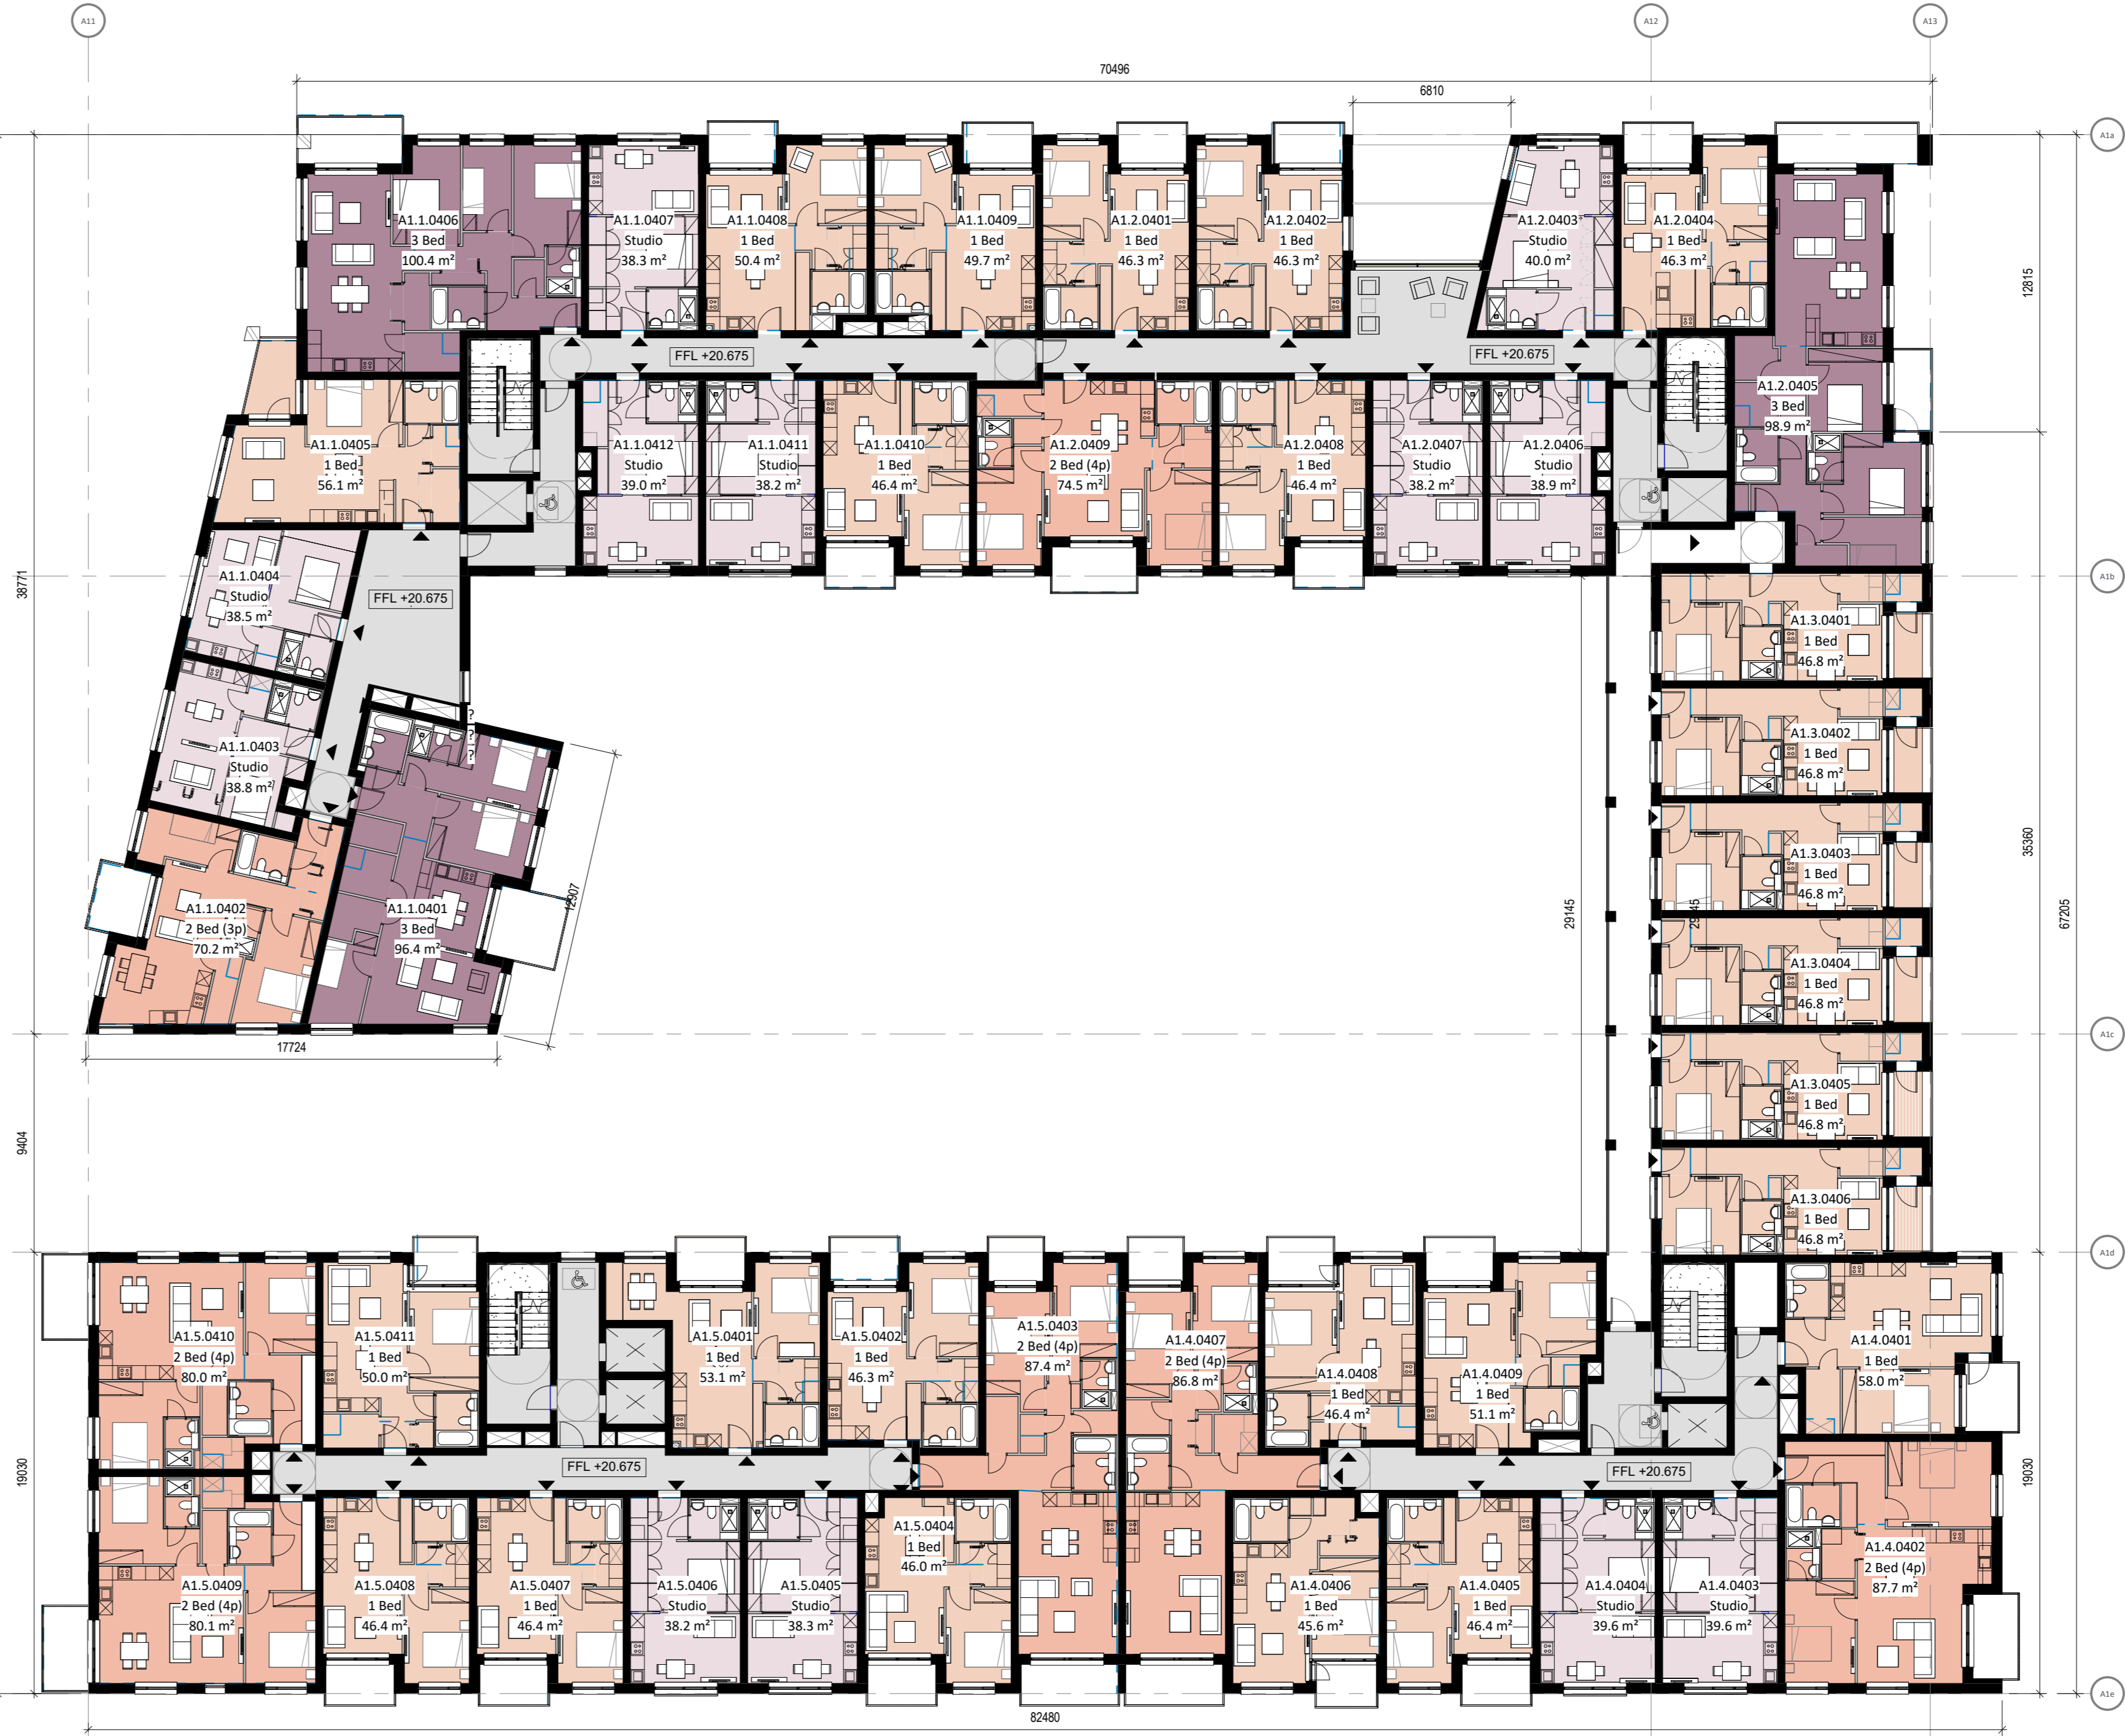 A11
A12
A13
70496
6810
A1a
A1.1.0406
3 Bed
100.4 m²
A1.1.0407
Studio
38.3 m²
A1.1.0408
1 Bed
50.4 m²
A1.1.0409
1 Bed
49.7 m²
A1.2.0401
1 Bed
46.3 m²
A1.2.0402
1 Bed
46.3 m²
A1.2.0403
Studio
40.0 m²
A1.2.0404
1 Bed
46.3 m²
12815
FFL +20.675
FFL +20.675
A1.2.0405
3 Bed
98.9 m²
A1.1.0405
1 Bed
56.1 m²
A1.1.0412
Studio
39.0 m²
A1.1.0411
Studio
38.2 m²
A1.1.0410
1 Bed
46.4 m²
A1.2.0409
2 Bed (4p)
74.5 m²
A1.2.0408
1 Bed
46.4 m²
A1.2.0407
Studio
38.2 m²
A1.2.0406
Studio
38.9 m²
38771
A1.1.0404
Studio
38.5 m²
FFL +20.675
A1b
A1.3.0401
1 Bed
46.8 m²
A1.1.0403
Studio
38.8 m²
?
?
?
A1.3.0402
1 Bed
46.8 m²
A1.3.0403
1 Bed
46.8 m²
35360
67205
A1.1.0402
2 Bed (3p)
70.2 m²
A1.1.0401
3 Bed
96.4 m²
12907
29145
29145
A1.3.0404
1 Bed
46.8 m²
17724
A1c
A1.3.0405
1 Bed
46.8 m²
9404
A1.3.0406
1 Bed
46.8 m²
A1d
A1.5.0410
2 Bed (4p)
80.0 m²
A1.5.0411
1 Bed
50.0 m²
A1.5.0401
1 Bed
53.1 m²
A1.5.0402
1 Bed
46.3 m²
A1.5.0403
2 Bed (4p)
87.4 m²
A1.4.0407
2 Bed (4p)
86.8 m²
A1.4.0408
1 Bed
46.4 m²
A1.4.0409
1 Bed
51.1 m²
A1.4.0401
1 Bed
58.0 m²
19030
FFL +20.675
FFL +20.675
19030
A1.5.0409
2 Bed (4p)
80.1 m²
A1.5.0408
1 Bed
46.4 m²
A1.5.0407
1 Bed
46.4 m²
A1.5.0406
Studio
38.2 m²
A1.5.0405
Studio
38.3 m²
A1.5.0404
1 Bed
46.0 m²
A1.4.0406
1 Bed
45.6 m²
A1.4.0405
1 Bed
46.4 m²
A1.4.0404
Studio
39.6 m²
A1.4.0403
Studio
39.6 m²
A1.4.0402
2 Bed (4p)
87.7 m²
A1e
82480